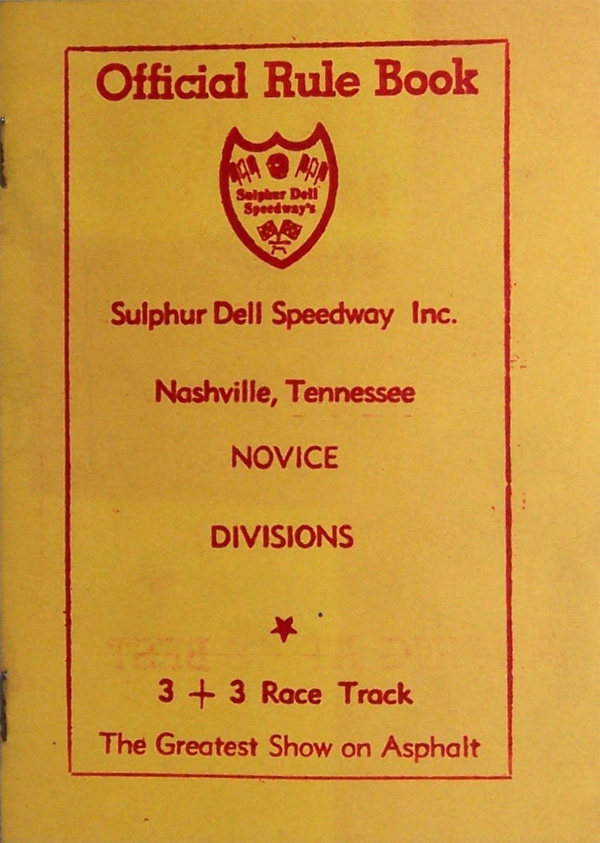 Official Rule Book
Sulphur Dell
Speedway's
Sulphur Dell Speedway Inc.
Nashville, Tennessee
NOVICE
DIVISIONS
3 + 3 Race Track
The Greatest Show on Asphalt